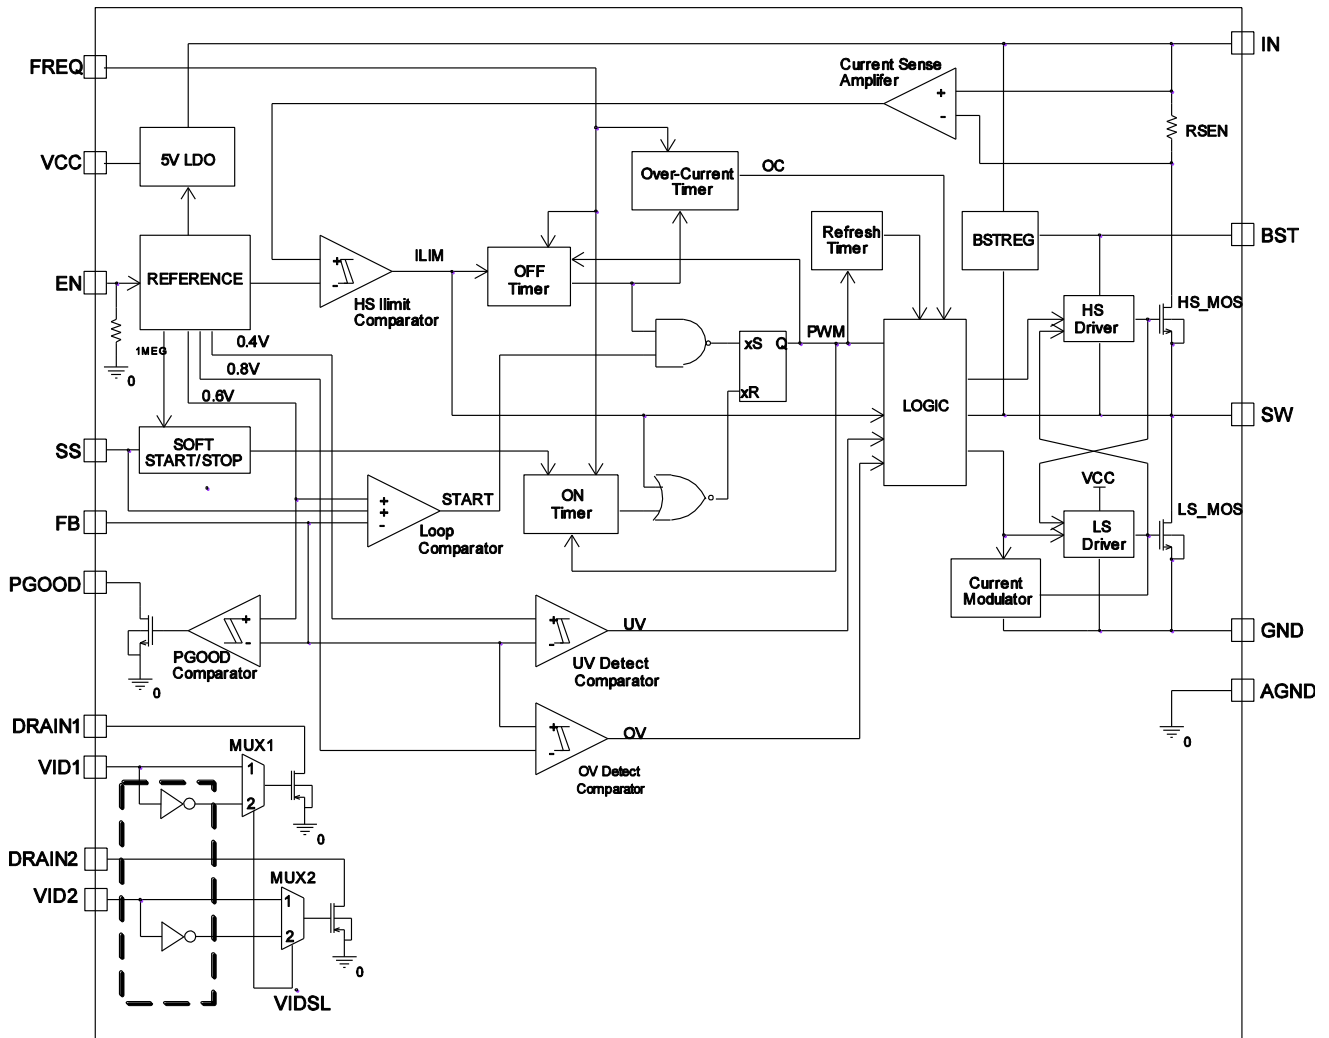 IN
FREQ
Current Sense
Amplifer
+
-
RSEN
VCC
5V LDO
Over-Current
Timer
OC
BST
Refresh
Timer
BSTREG
EN
REFERENCE
+
-
ILIM
HS Ilimit
Comparator
OFF
Timer
HS
Driver
HS_MOS
1MEG
0
0.4V
0.8V
0.6V
xS
Q
xR
PWM
LOGIC
SW
SS
SOFT
START/STOP
START
+
+
-
Loop
Comparator
ON
Timer
VCC
LS
Driver
LS_MOS
FB
PGOOD
Current
Modulator
+
-
PGOOD
Comparator
0
+
-
UV
UV Detect
Comparator
GND
AGND
0
DRAIN1
+
-
OV
OV Detect
Comparator
VID1
MUX1
1
2
0
DRAIN2
VID2
MUX2
1
2
0
VIDSL